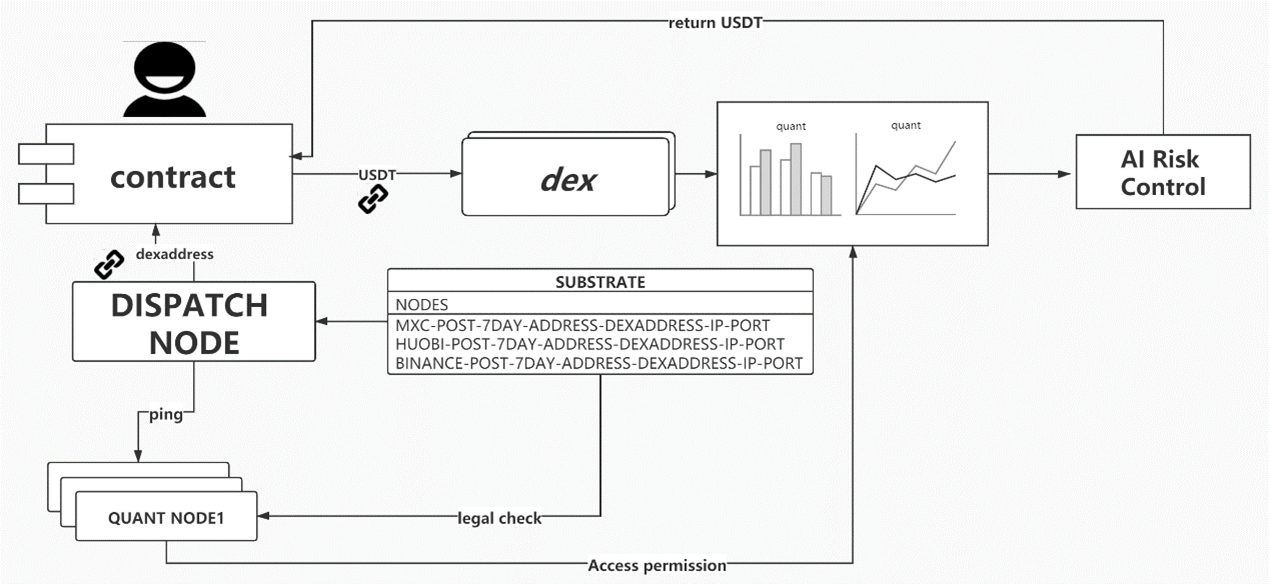 return USDT
contract
USDT
dex
quant
quant
AI Risk
Control
dexaddress
DISPATCH
NODE
SUBSTRATE
NODES
MXC-POST-7DAY-ADDRESS-DEXADDRESS-IP-PORT
HUOBI-POST-7DAY-ADDRESS-DEXADDRESS-IP-PORT
BINANCE-POST-7DAY-ADDRESS-DEXADDRESS-IP-PORT
ping
QUANT NODE1
legal check
Access permission